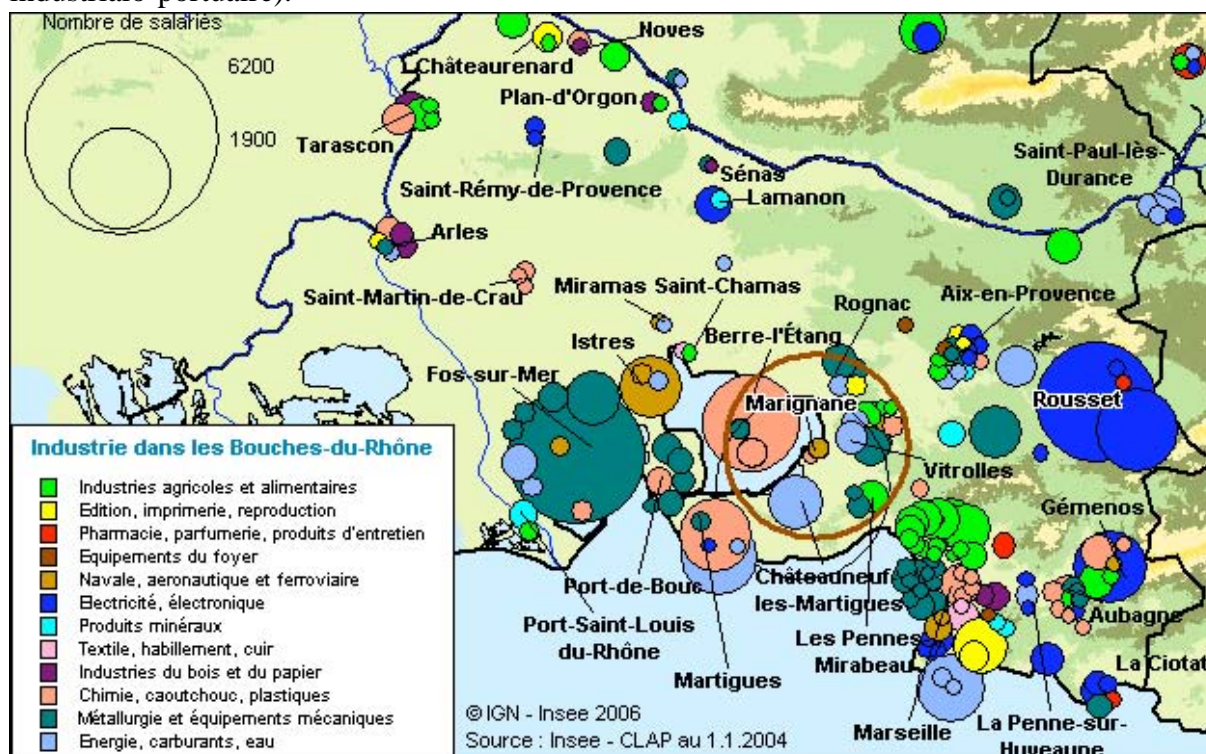 industrialo portuaire).
Nombre de salariés
6200
1900
Noves
Châteaurenard
Plan-d'Orgon
Tarascon
Saint-Rémy-de-Provence
Sénas
Lamanon
Saint-Paul-lès-
Durance
Arles
Saint-Martin-de-Crau
Miramas
Saint-Chamas
Rognac
Aix-en-Provence
Istres
Berre-l'Étang
Fos-sur-Mer
Marignane
Rousset
Vitrolles
Gémenos
Port-de-Bouc
Châteauneuf
les-Martigues
Aubagne
Port-Saint-Louis
du-Rhône
Les Pennes
Mirabeau
Martigues
La Ciotat
Marseille
La Penne-sur-
Huveaune
Industrie dans les Bouches-du-Rhône
Industries agricoles et alimentaires
Edition, imprimerie, reproduction
Pharmacie, parfumerie, produits d'entretien
Equipements du foyer
Navale, aeronautique et ferroviaire
Electricité, électronique
Produits minéraux
Textile, habillement, cuir
Industries du bois et du papier
Chimie, caoutchouc, plastiques
Métallurgie et équipements mécaniques
Energie, carburants, eau
© IGN - Insee 2006
Source : Insee - CLAP au 1.1.2004